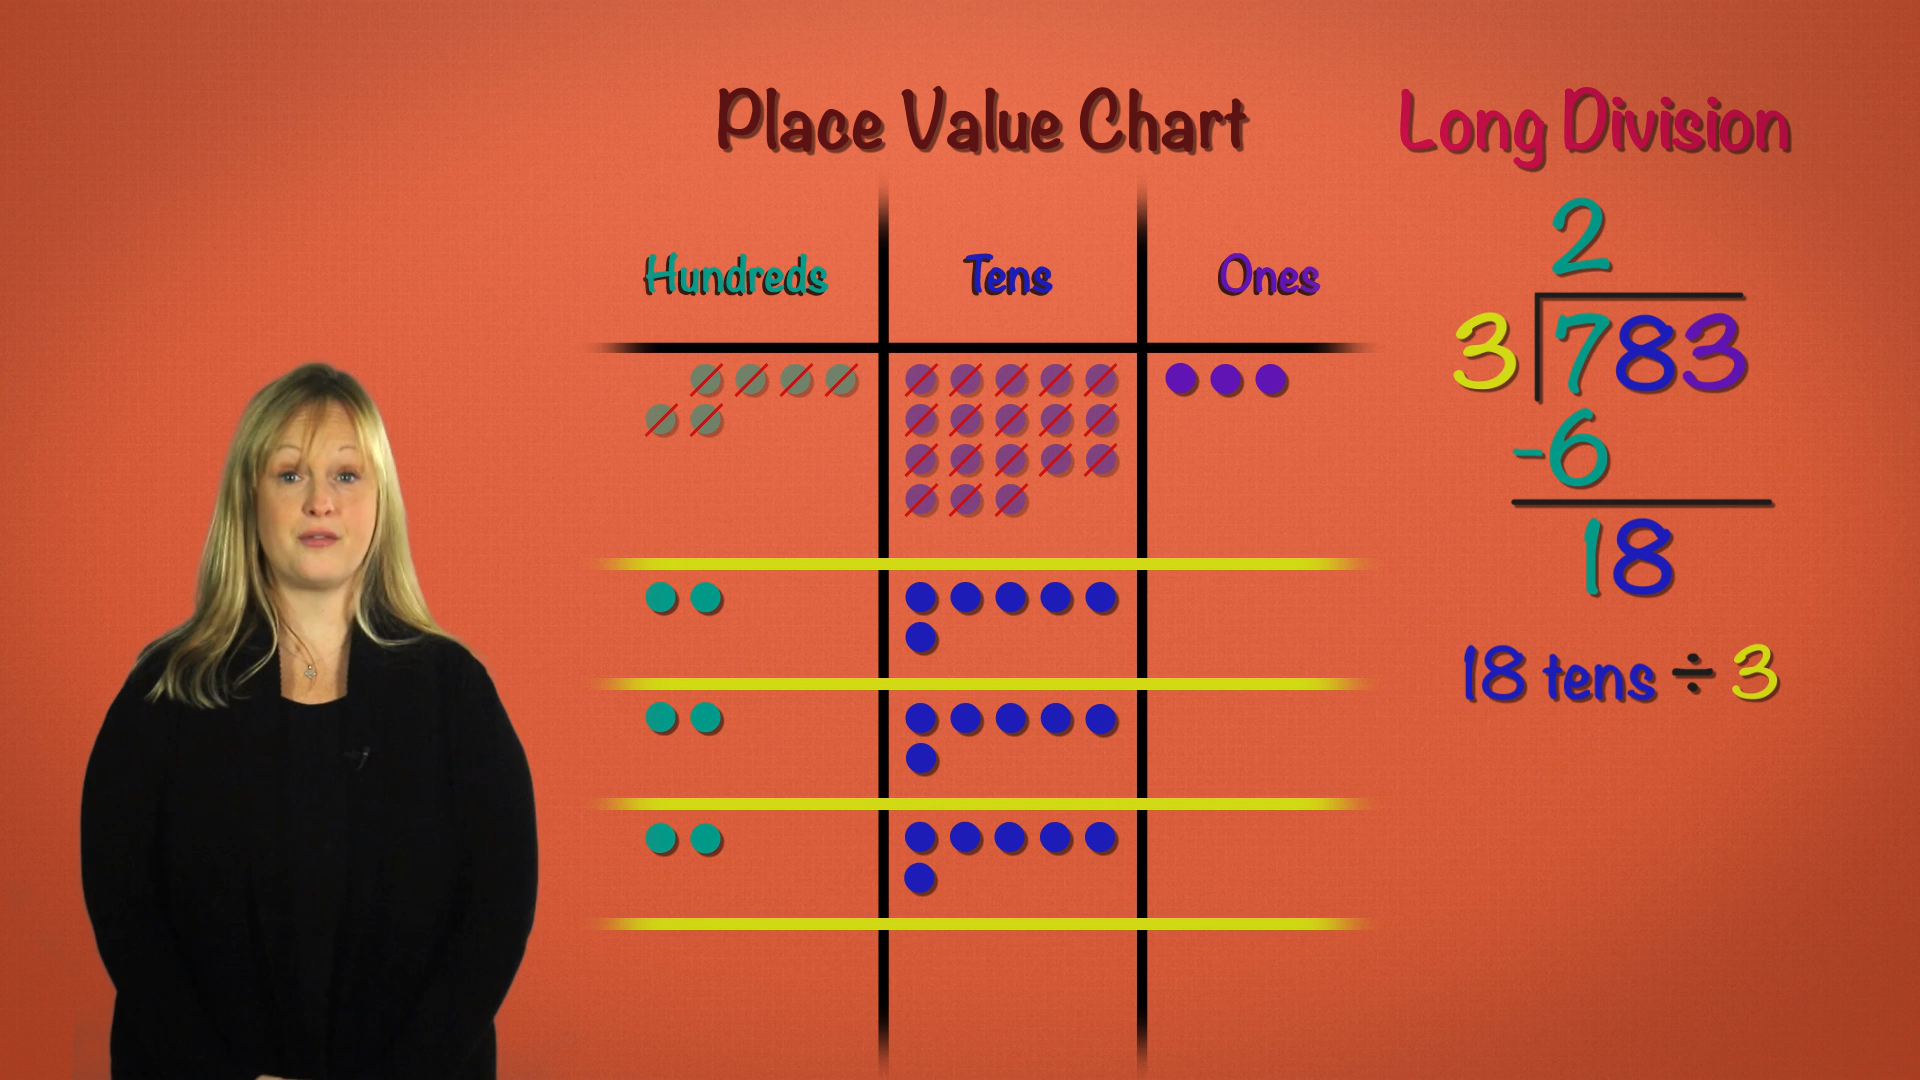 Place Value Chart
Hundreds Tens Ones
Long Division
2
3 783
-6
18
18 tens ÷ 3